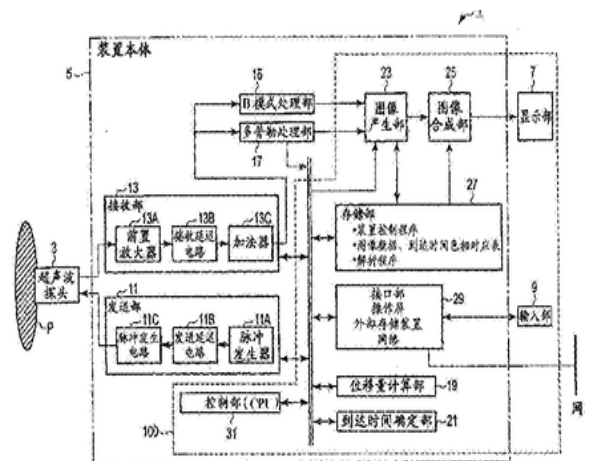 1
装置本体
5
16
B模式处理部
多普勒处理部
17
23
图像
产生部
25
图像
合成部
7
显示部
13
接收部
13A
前置
放大器
13B
接收延迟
电路
13C
加法器
27
存储部
•装置控制程序
•图像数据、到达时间色相对应表
•解析程序
3
超声波
探头
P
11
发送部
11C
脉冲发生
电路
11B
发送延迟
电路
11A
脉冲
发生器
接口部
操作屏
外部存储装置
网络
29
9
输入部
控制部(CPU)
31
100
位移量计算部
19
到达时间确定部
21
网